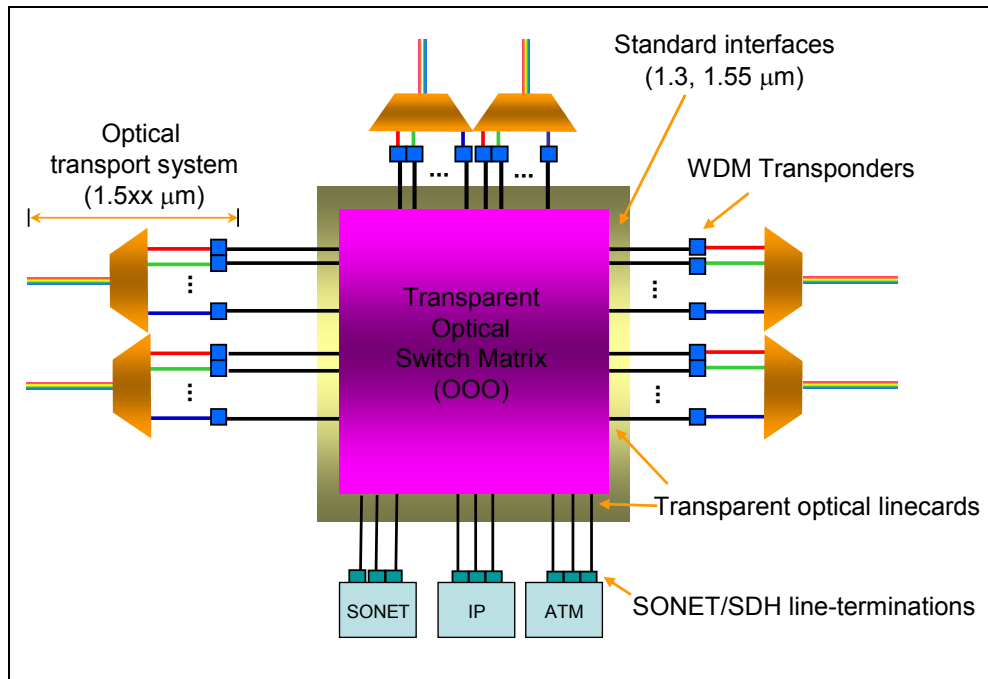 Standard interfaces
(1.3, 1.55 μm)
Optical
transport system
(1.5xx μm)
WDM Transponders
...
...
...
...
...
...
Transparent
Optical
Switch Matrix
(OOO)
Transparent optical linecards
SONET
IP
ATM
SONET/SDH line-terminations